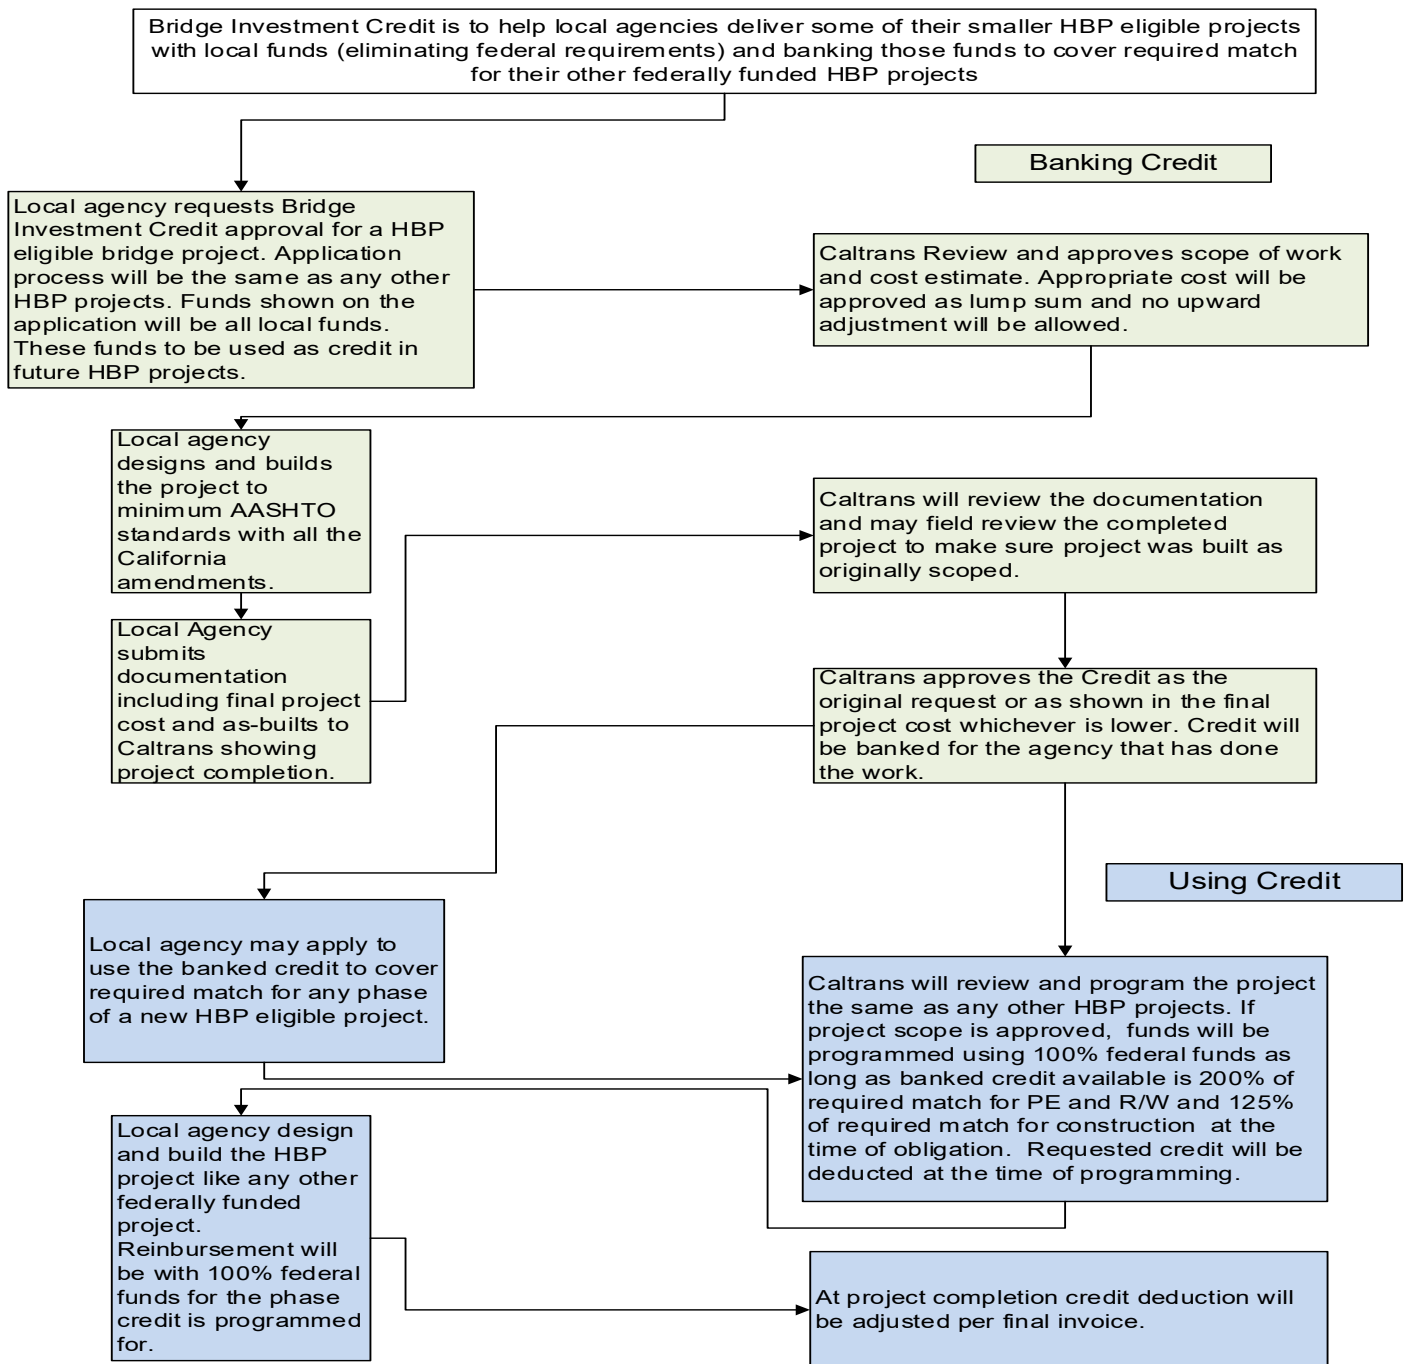 Bridge Investment Credit is to help local agencies deliver some of their smaller HBP eligible projects
with local funds (eliminating federal requirements) and banking those funds to cover required match
for their other federally funded HBP projects
Banking Credit
Local agency requests Bridge
Investment Credit approval for a HBP
eligible bridge project. Application
process will be the same as any other
HBP projects. Funds shown on the
application will be all local funds.
These funds to be used as credit in
future HBP projects.
Caltrans Review and approves scope of work
and cost estimate. Appropriate cost will be
approved as lump sum and no upward
adjustment will be allowed.
Local agency
designs and builds
the project to
minimum AASHTO
standards with all the
California
amendments.
Caltrans will review the documentation
and may field review the completed
project to make sure project was built as
originally scoped.
Local Agency
submits
documentation
including final project
cost and as-builts to
Caltrans showing
project completion.
Caltrans approves the Credit as the
original request or as shown in the final
project cost whichever is lower. Credit will
be banked for the agency that has done
the work.
Using Credit
Local agency may apply to
use the banked credit to cover
required match for any phase
of a new HBP eligible project.
Caltrans will review and program the project
the same as any other HBP projects. If
project scope is approved, funds will be
programmed using 100% federal funds as
long as banked credit available is 200% of
required match for PE and R/W and 125%
of required match for construction at the
time of obligation. Requested credit will be
deducted at the time of programming.
Local agency design
and build the HBP
project like any other
federally funded
project.
Reinbursement will
be with 100% federal
funds for the phase
credit is programmed
for.
At project completion credit deduction will
be adjusted per final invoice.